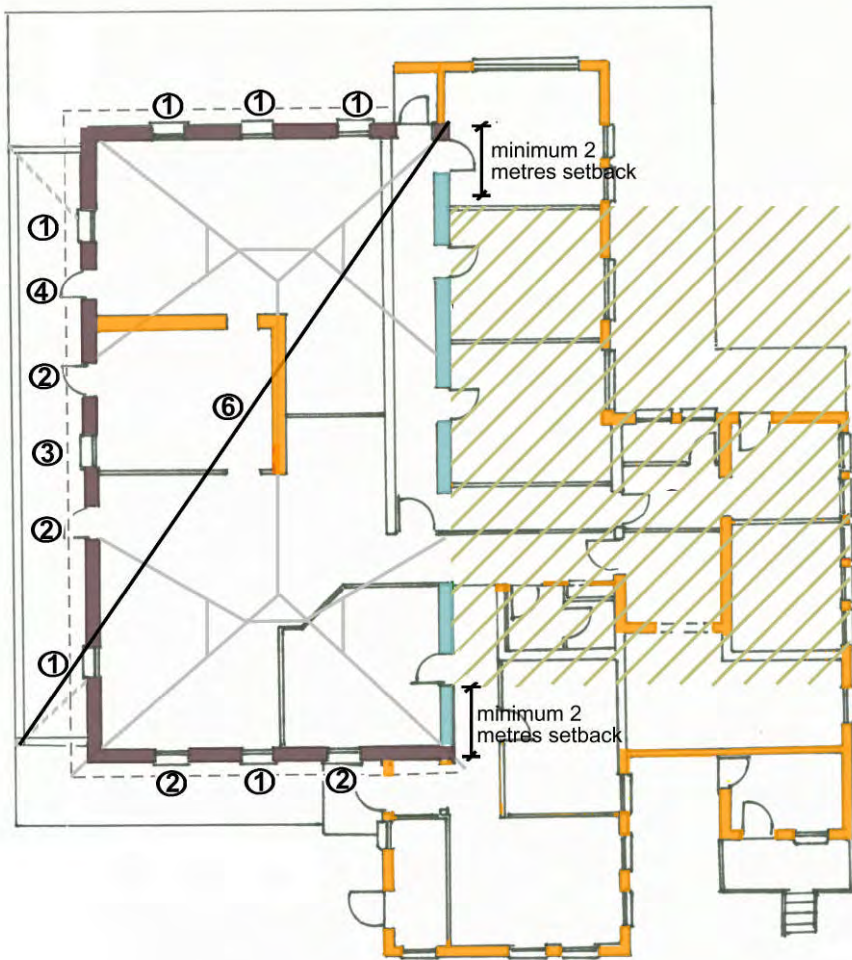 ① ① ①
minimum 2
metres setback
①
④
②
⑥
③
②
①
minimum 2
metres setback
② ① ②